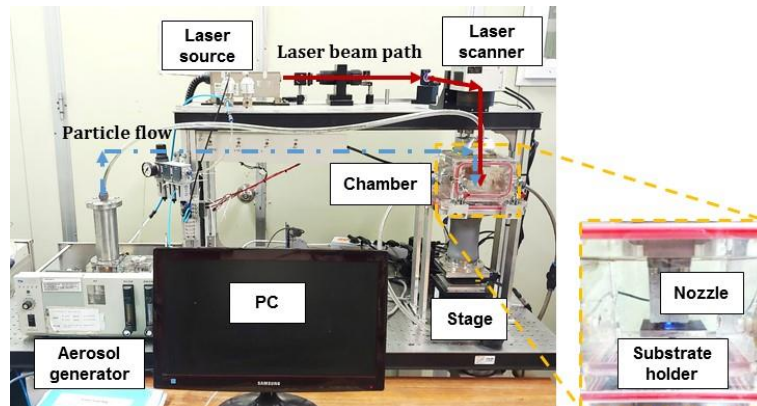 Laser
source
Laser beam path
Laser
scanner
Particle flow
Chamber
PC
Stage
Nozzle
Aerosol
generator
Substrate
holder
SAMSUNG